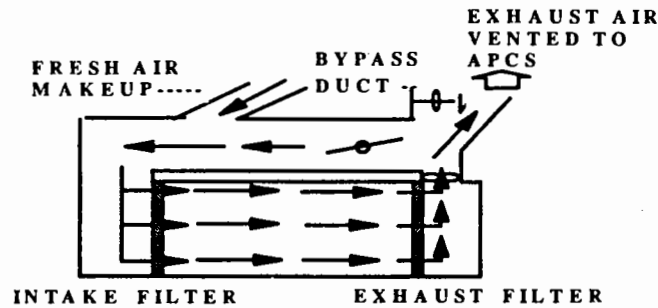 EXHAUST AIR
VENTED TO
APCS
BYPASS
DUCT
FRESH AIR
MAKEUP
INTAKE FILTER
EXHAUST FILTER